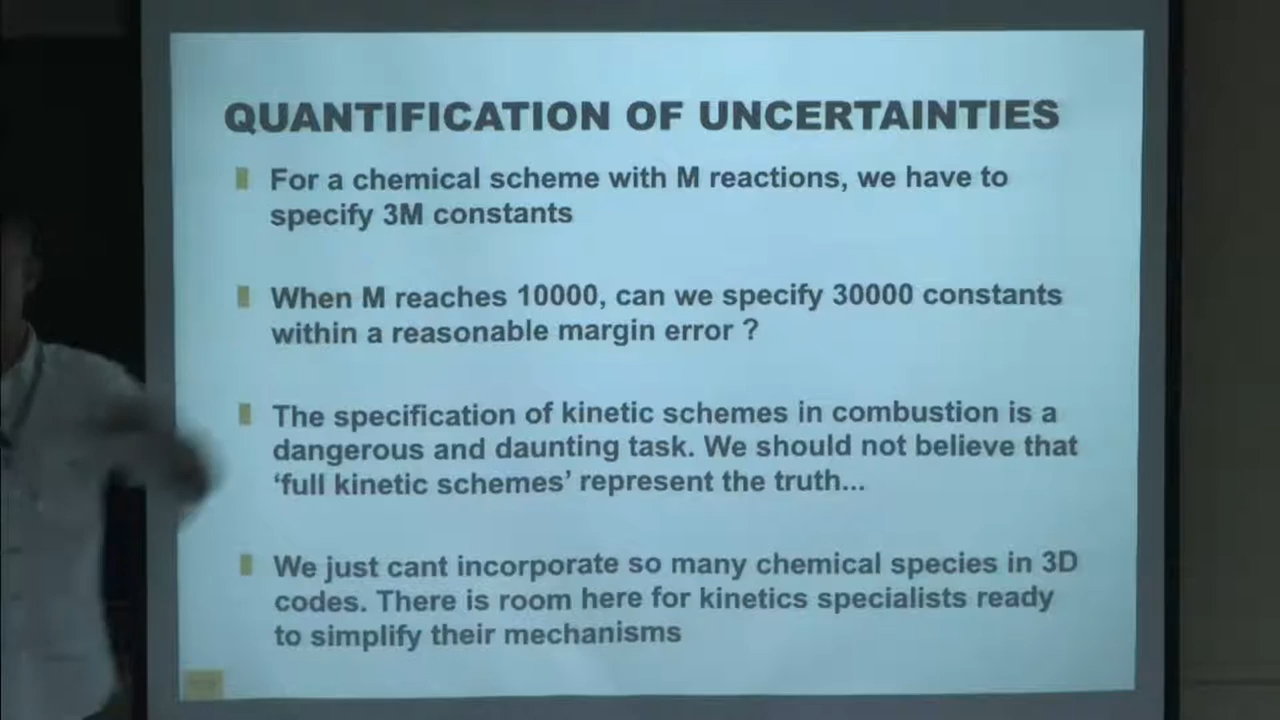 QUANTIFICATION OF UNCERTAINTIES
For a chemical scheme with M reactions, we have to
specify 3M constants
When M reaches 10000, can we specify 30000 constants
within a reasonable margin error ?
The specification of kinetic schemes in combustion is a
dangerous and daunting task. We should not believe that
‘full kinetic schemes’ represent the truth...
We just cant incorporate so many chemical species in 3D
codes. There is room here for kinetics specialists ready
to simplify their mechanisms